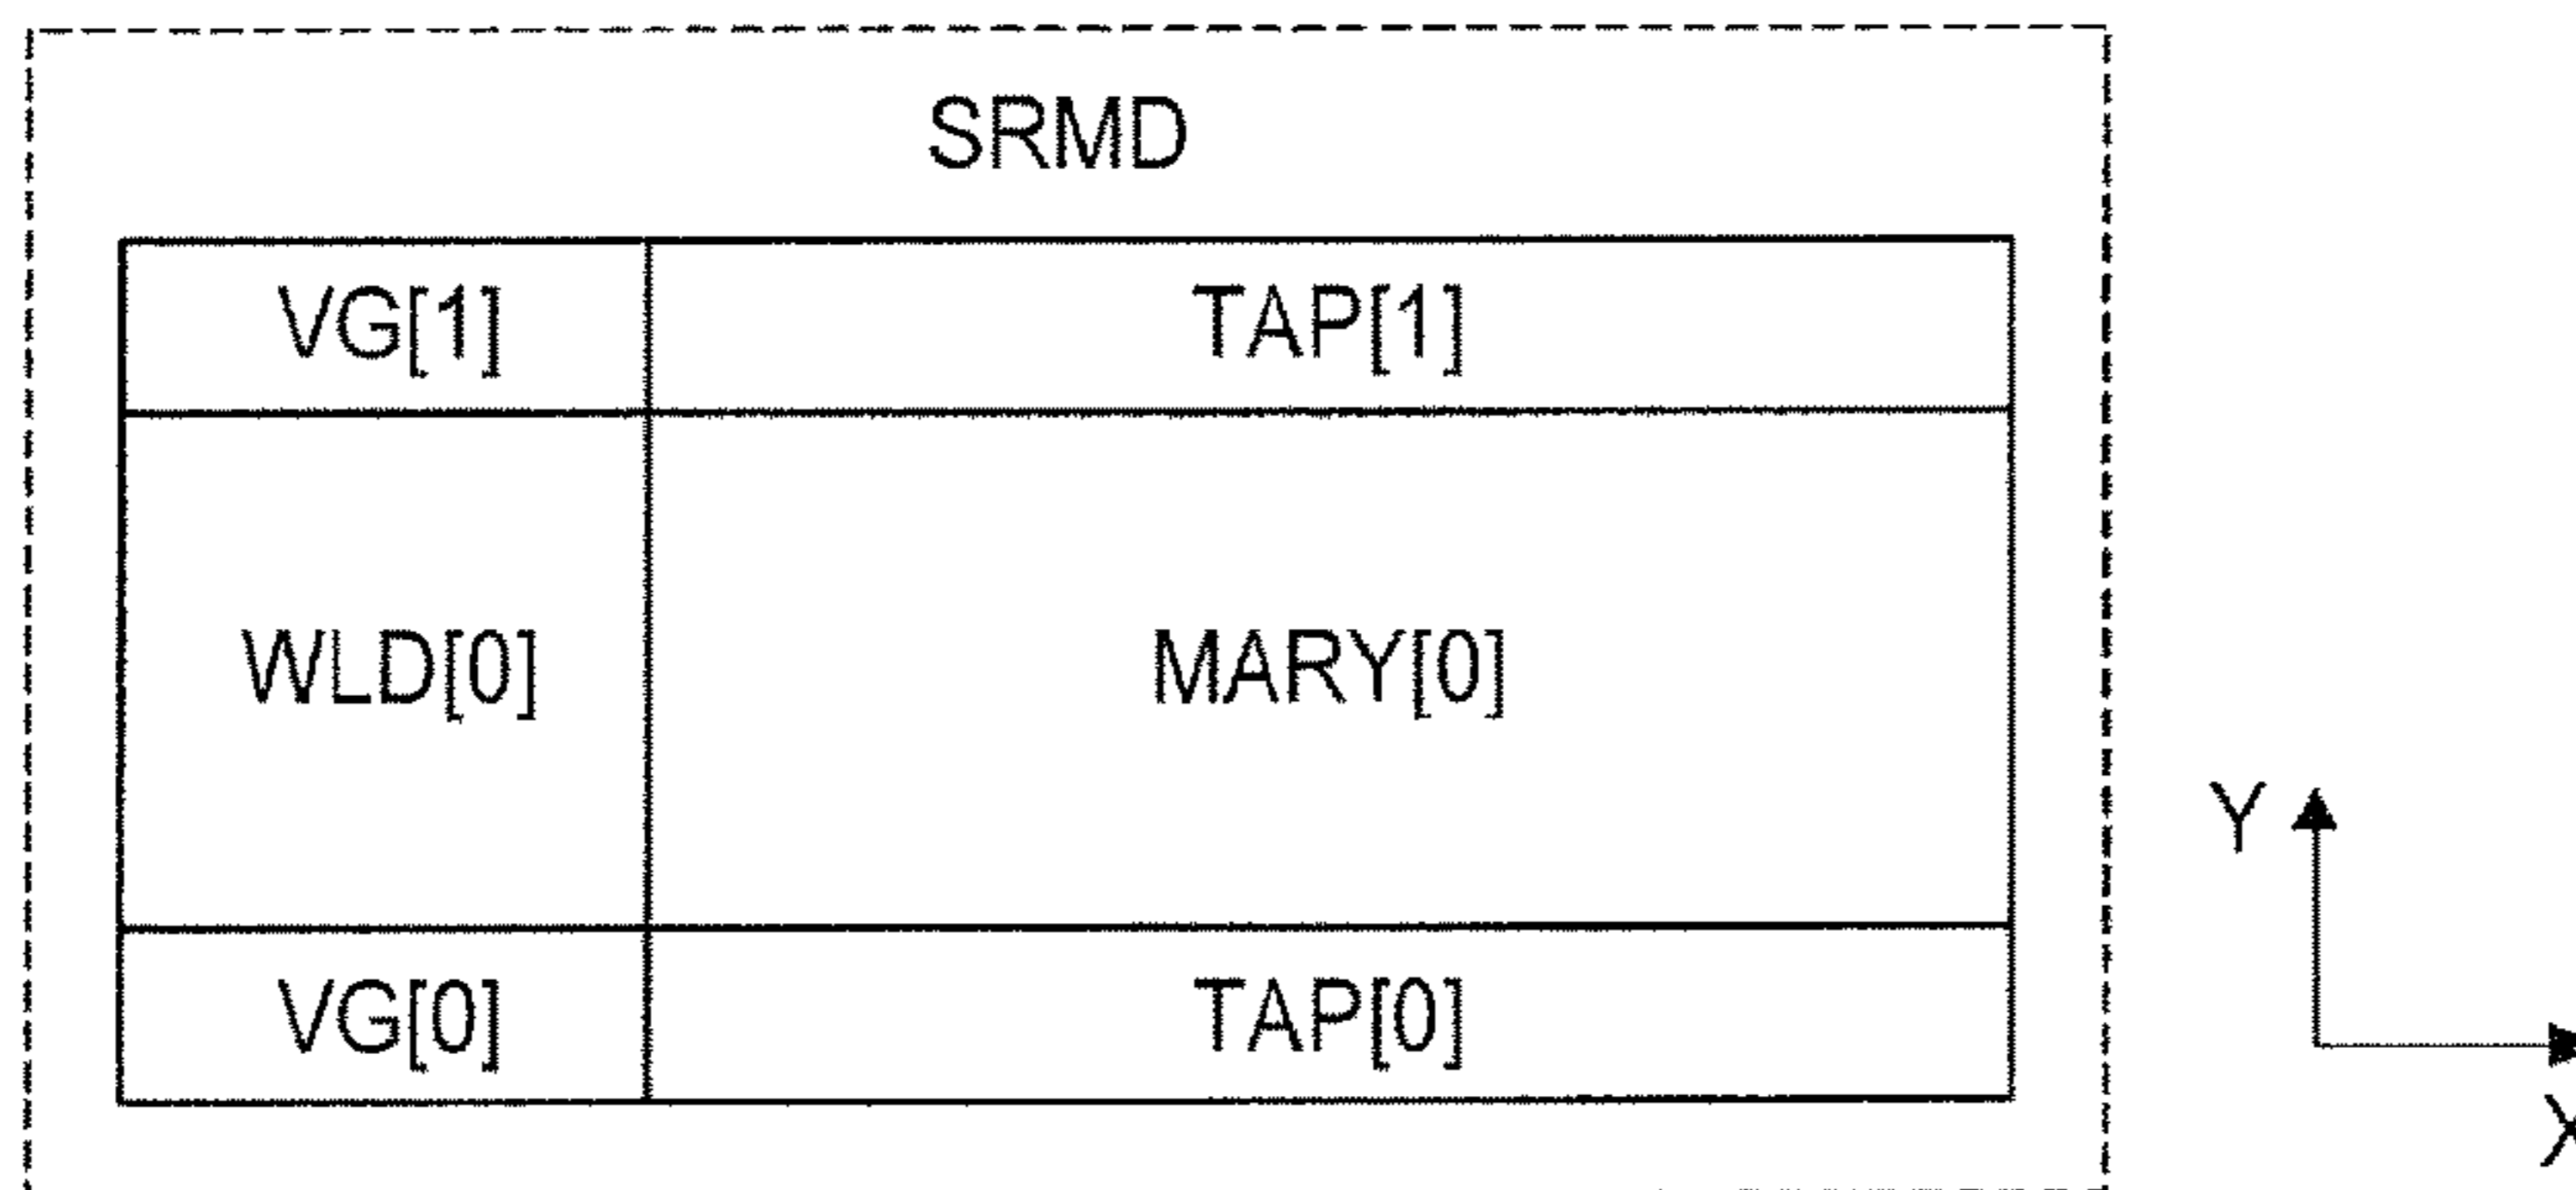 SRMD
VG[1] TAP[1]
WLD[0] MARY[0]
VG[0] TAP[0]
Y
X